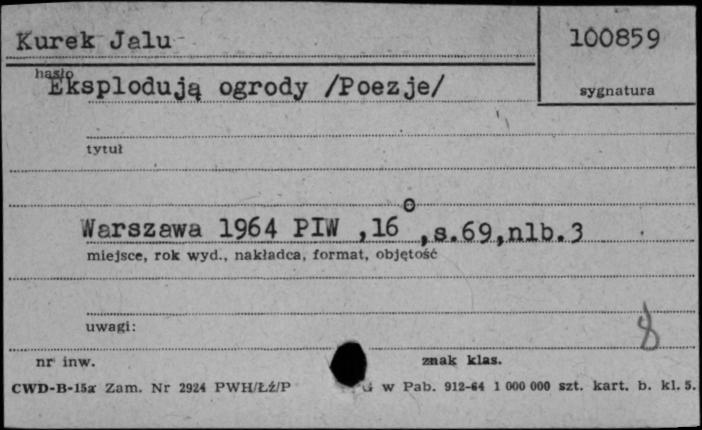 Kurek Jalu
100859
hasło
sygnatura
Eksplodują ogrody /Poezje/
tytuł
Warszawa 1964 PIW ,16° ,s.69,nlb.3
miejsce, rok wyd., nakładca, format, objętość
uwagi:
8
nr inw.
znak klas.
CWD-B-15a Zam. Nr 2924 PWH/Łź/P
w Pab. 912-64 1 000 000 szt. kart. b. kl. 5.